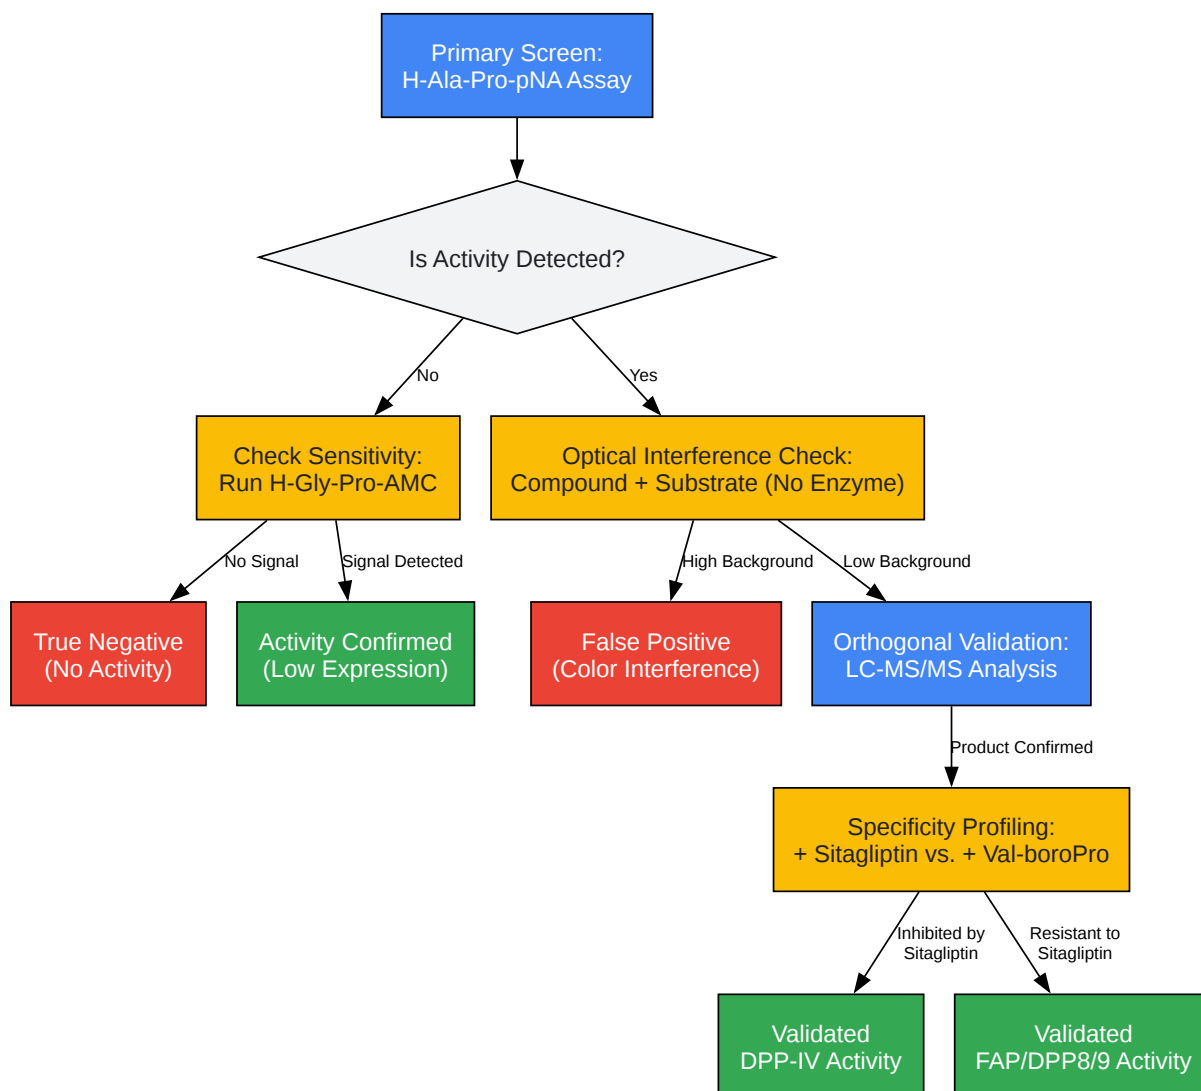 Primary Screen:
H-Ala-Pro-pNA Assay
Is Activity Detected?
No
Yes
Check Sensitivity:
Run H-Gly-Pro-AMC
Optical Interference Check:
Compound + Substrate (No Enzyme)
No Signal
Signal Detected
High Background
Low Background
True Negative
(No Activity)
Activity Confirmed
(Low Expression)
False Positive
(Color Interference)
Orthogonal Validation:
LC-MS/MS Analysis
Product Confirmed
Specificity Profiling:
+ Sitagliptin vs. + Val-boroPro
Inhibited by
Sitagliptin
Resistant to
Sitagliptin
Validated
DPP-IV Activity
Validated
FAP/DPP8/9 Activity